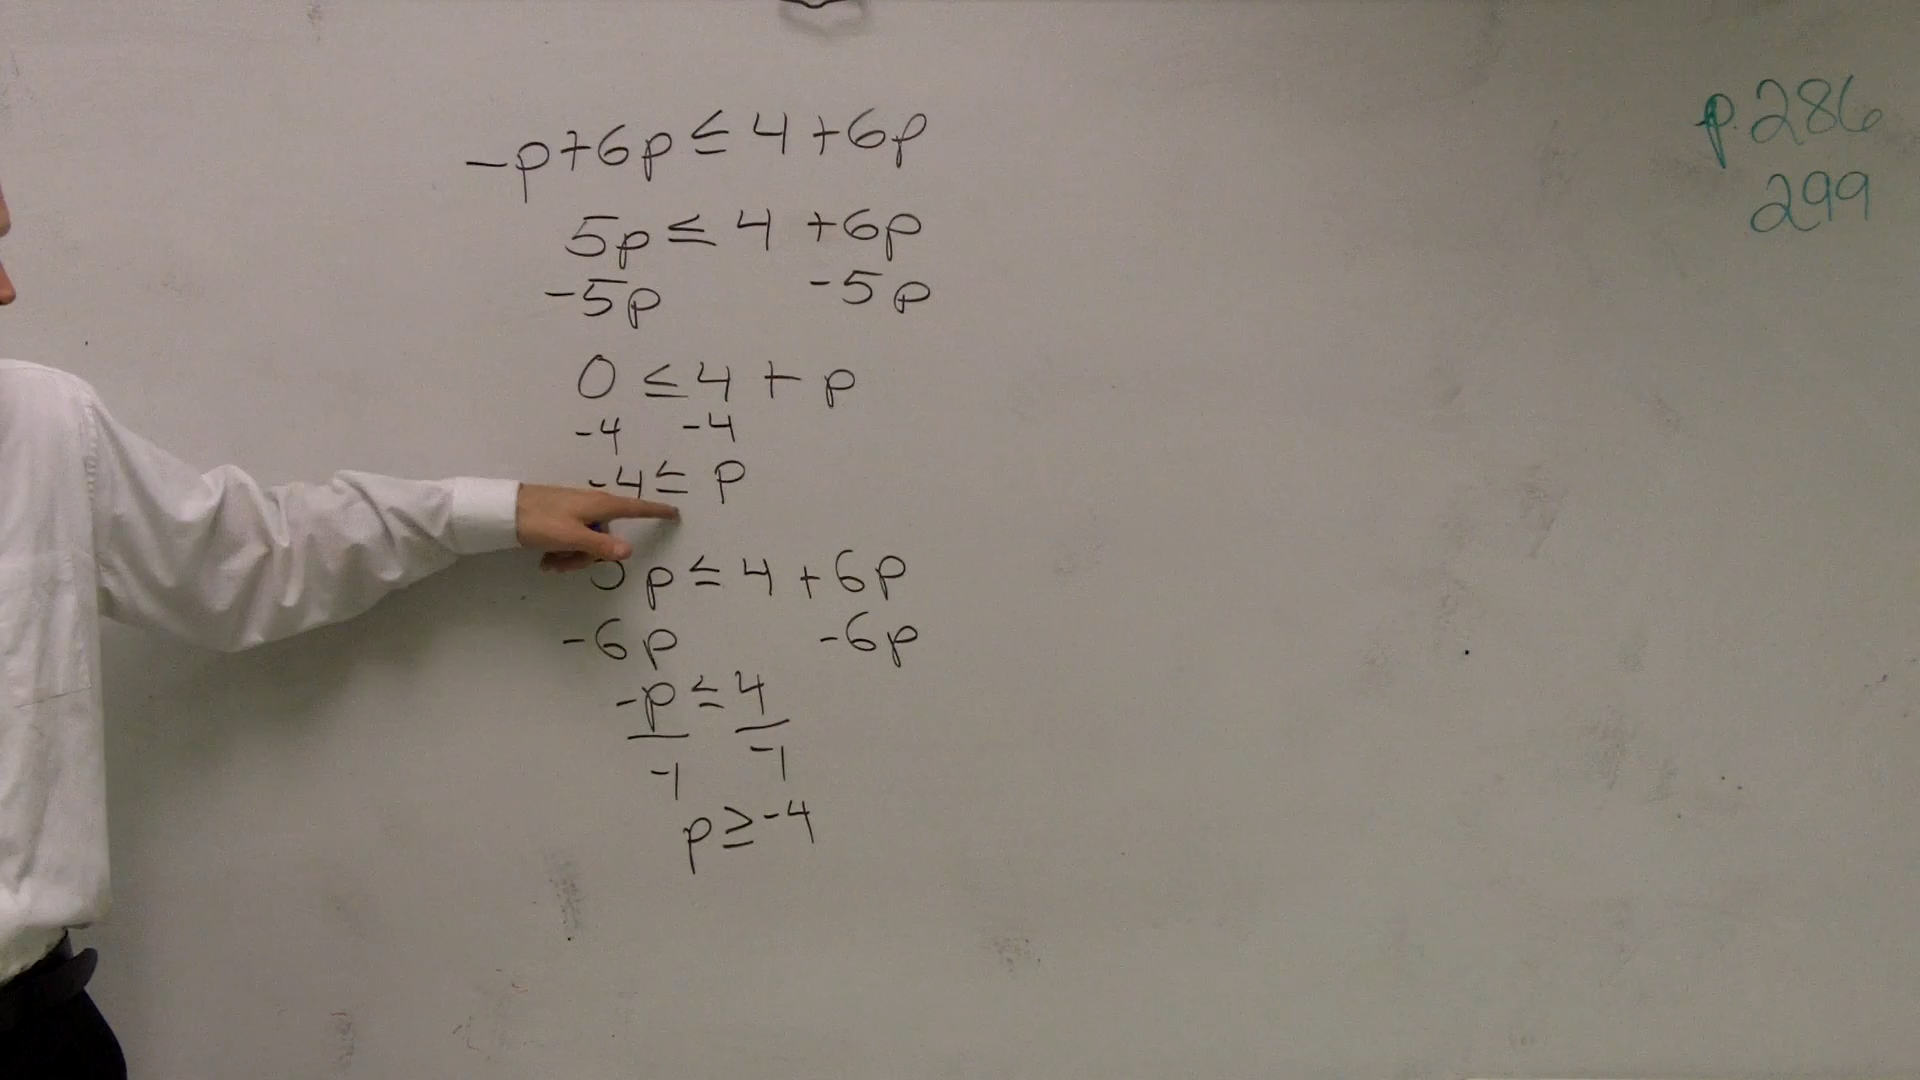 -p+6p ≤ 4+6p
5p ≤ 4 +6p
-5p -5p
0 ≤ 4 + p
-4 -4
-4 ≤ p
p ≤ 4 + 6p
-6p -6p
-p ≤ 4
-1 -1
p ≥ -4
p. 286
299